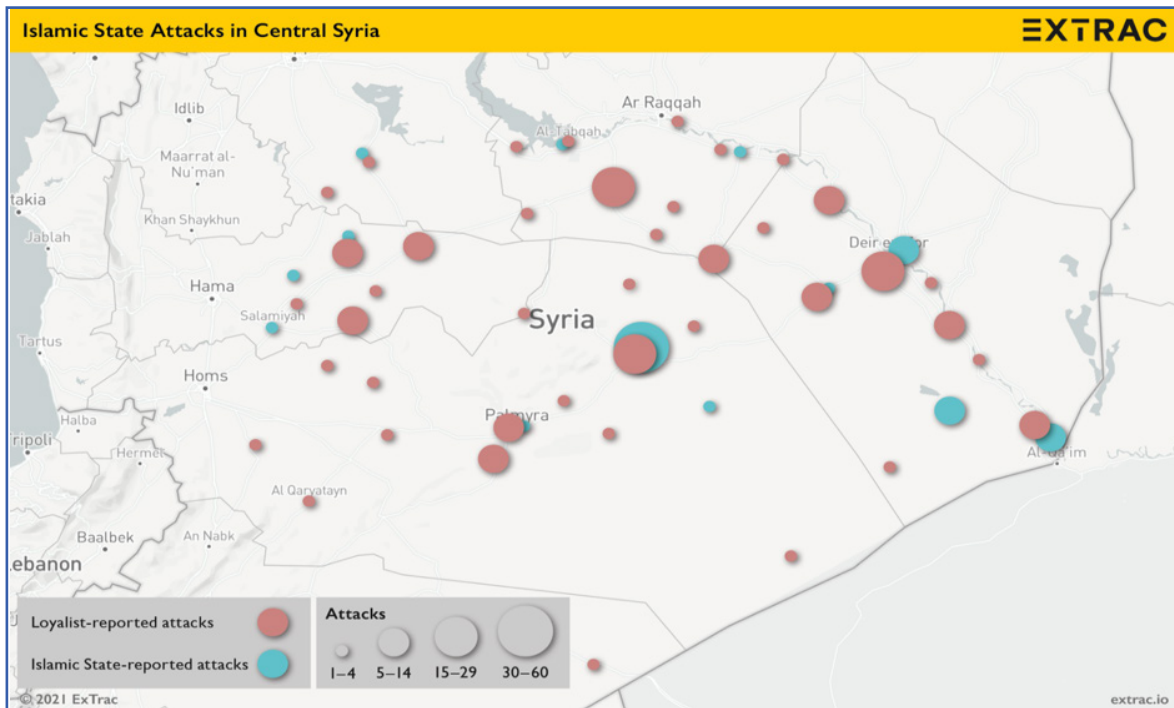 Islamic State Attacks in Central Syria
EXTRAC
Idlib
Ar Raqqah
Al-Tabqah
Maarrat al-
Nu'man
takia
Khan Shaykhun
Jablah
Deir e
or
Hama
Salamiyah
Syria
Tartus
Homs
Palmyra
Halba
ripoli
Hermel
Al-Qa'im
Al Qaryatayn
An Nabk
Baalbek
Lebanon
Loyalist-reported attacks
Islamic State-reported attacks
Attacks
1–4 5–14 15–29 30–60
© 2021 ExTrac
extrac.io